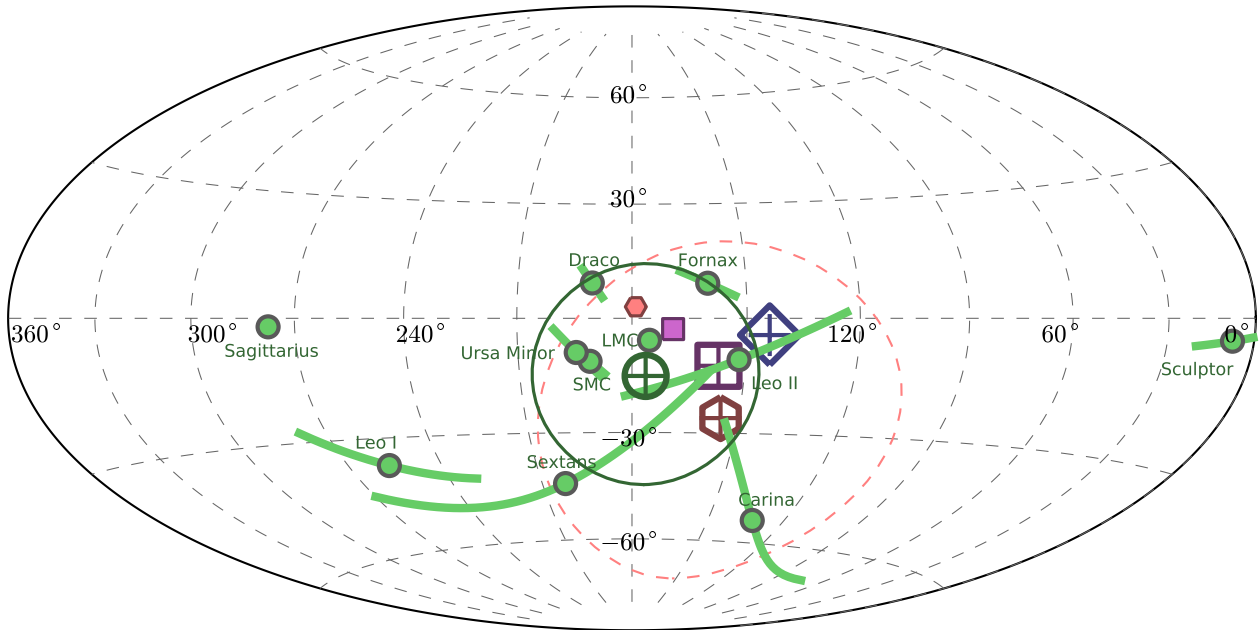 60°
30°
Draco
Fornax
360°
300°
240°
LMC
120°
60°
0°
Sagittarius
Ursa Minor
SMC
Leo II
Sculptor
−30°
Leo I
Sextans
Carina
−60°